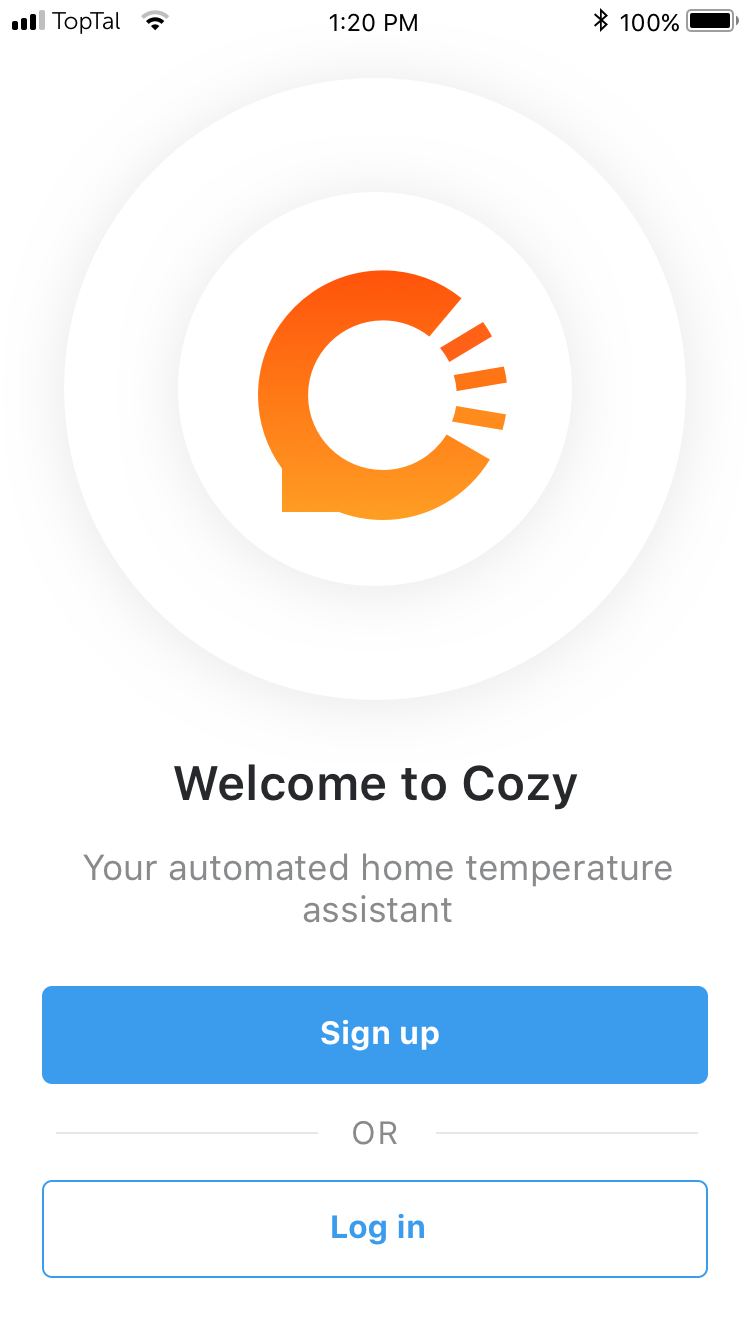 TopTal 1:20 PM 100%
Welcome to Cozy
Your automated home temperature
assistant
Sign up
OR
Log in